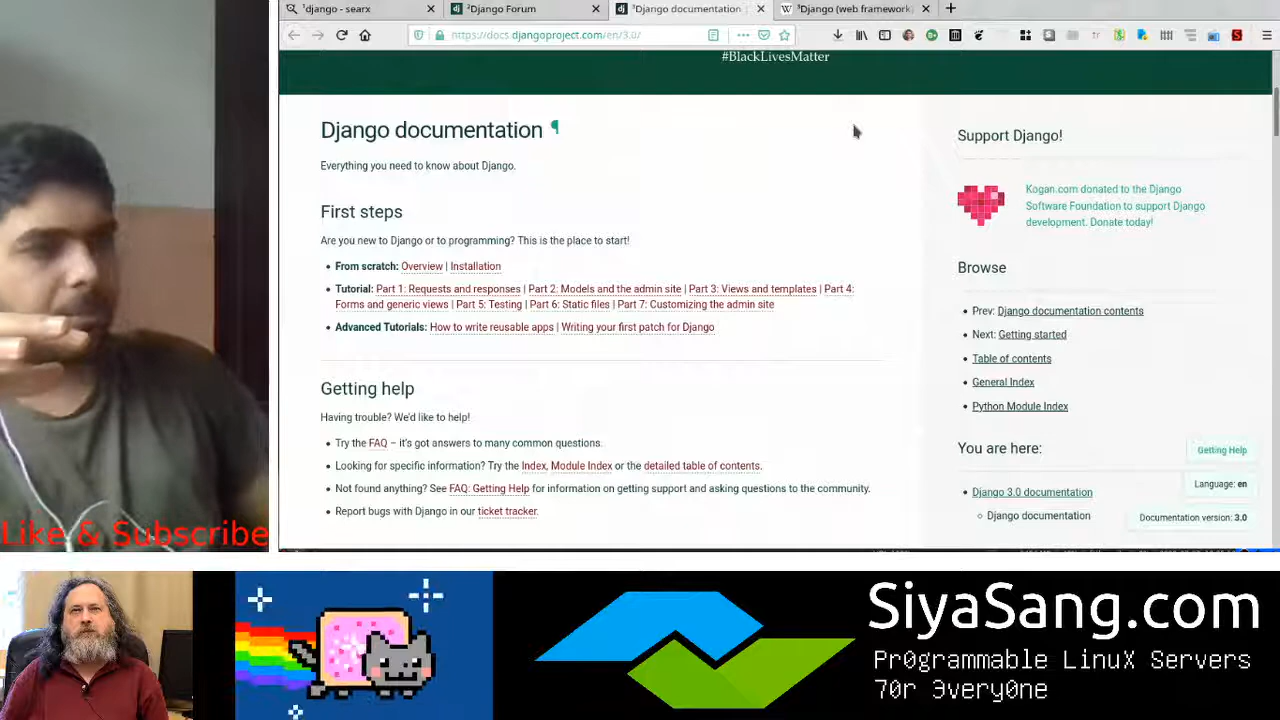 ¹django - searx
²Django Forum
³Django documentation
⁵Django (web framework)
https://docs.djangoproject.com/en/3.0/
#BlackLivesMatter
Django documentation ¶
Everything you need to know about Django.
First steps
Are you new to Django or to programming? This is the place to start!
From scratch: Overview | Installation
Tutorial: Part 1: Requests and responses | Part 2: Models and the admin site | Part 3: Views and templates | Part 4:
Forms and generic views | Part 5: Testing | Part 6: Static files | Part 7: Customizing the admin site
Advanced Tutorials: How to write reusable apps | Writing your first patch for Django
Getting help
Having trouble? We'd like to help!
Try the FAQ – it's got answers to many common questions.
Looking for specific information? Try the Index, Module Index or the detailed table of contents.
Not found anything? See FAQ: Getting Help for information on getting support and asking questions to the community.
Report bugs with Django in our ticket tracker.
Support Django!
Kogan.com donated to the Django
Software Foundation to support Django
development. Donate today!
Browse
Prev: Django documentation contents
Next: Getting started
Table of contents
General Index
Python Module Index
You are here:
Getting Help
Django 3.0 documentation
Language: en
Django documentation
Documentation version: 3.0
Like & Subscribe
SiyaSang.com
Pr0grammable LinuX Servers
70r 3very0ne